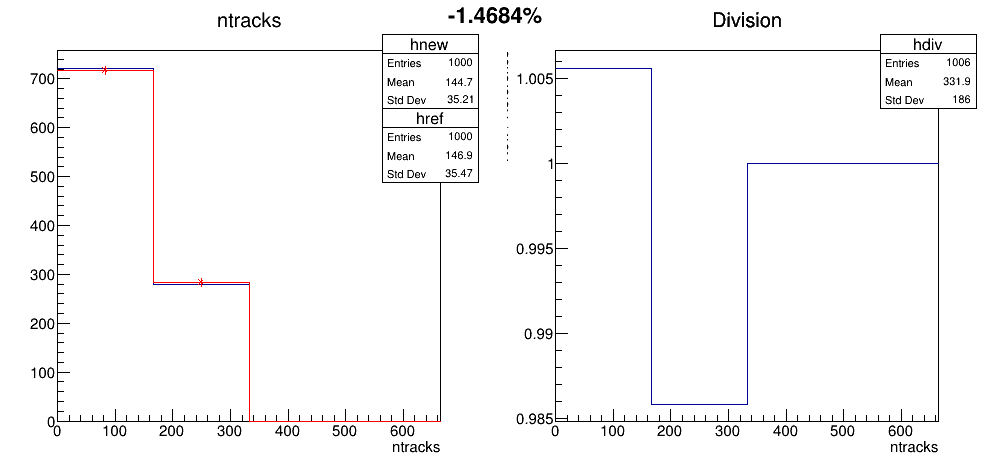 -1.4684%
ntracks
hnew
Entries 1000
Mean 144.7
Std Dev 35.21
href
Entries 1000
Mean 146.9
Std Dev 35.47
700
600
500
400
300
200
100
0
0 100 200 300 400 500 600
ntracks
Division
hdiv
Entries 1006
Mean 331.9
Std Dev 186
1.005
1
0.995
0.99
0.985
0 100 200 300 400 500 600
ntracks